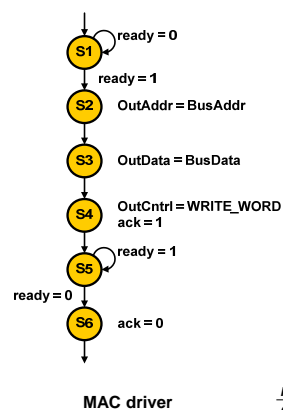 ready = 0
S1
ready = 1
S2 OutAddr = BusAddr
S3 OutData = BusData
S4 OutCntrl = WRITE_WORD
ack = 1
ready = 1
S5
ready = 0
S6 ack = 0
MAC driver